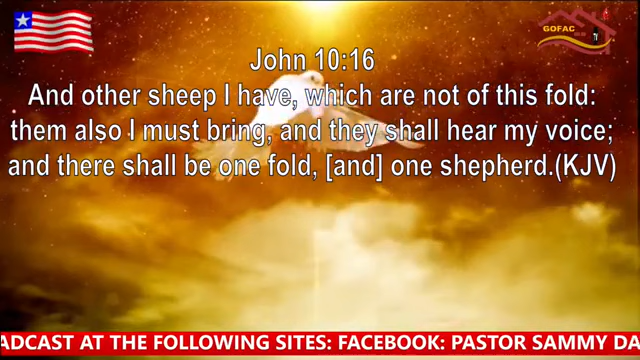 GOFAC
John 10:16
And other sheep I have, which are not of this fold:
them also I must bring, and they shall hear my voice;
and there shall be one fold, [and] one shepherd.(KJV)
ADCAST AT THE FOLLOWING SITES: FACEBOOK: PASTOR SAMMY DA